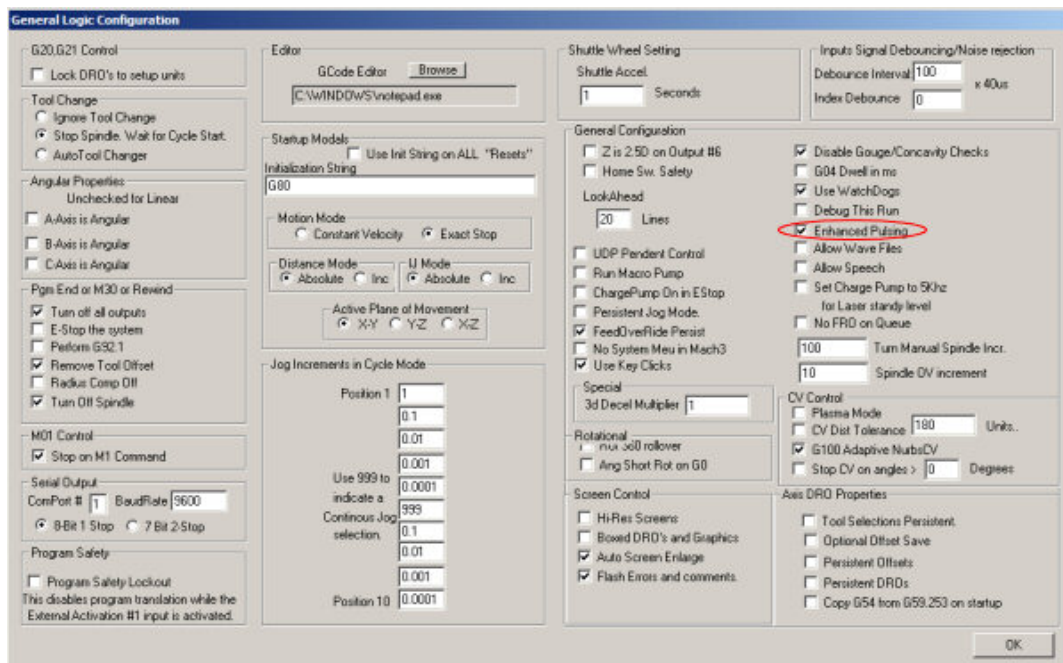 General Logic Configuration
G20,G21 Control
Lock DRO's to setup units
Tool Change
Ignore Tool Change
Stop Spindle. Wait for Cycle Start.
AutoTool Changer
Angular Properties
Unchecked for Linear
A-Axis is Angular
B-Axis is Angular
C-Axis is Angular
Pgm End or M30 or Rewind
Turn off all outputs
E-Stop the system
Perform G92.1
Remove Tool Offset
Radius Comp Off
Turn Off Spindle
M01 Control
Stop on M1 Command
Serial Output
ComPort # 1 BaudRate 9600
8-Bit 1 Stop 7 Bit 2-Stop
Program Safety
Program Safety Lockout
This disables program translation while the
External Activation #1 input is activated.
Editor
GCode Editor Browse
C:\WINDOWS\notepad.exe
Startup Modals
Use Init String on ALL "Resets"
Initialization String
G80
Motion Mode
Constant Velocity Exact Stop
Distance Mode
Absolute Inc
IJ Mode
Absolute Inc
Active Plane of Movement
X-Y Y-Z X-Z
Jog Increments in Cycle Mode
Position 1 1
0.1
0.01
0.001
Use 999 to 0.0001
indicate a
Continous Jog 999
selection. 0.1
0.01
0.001
Position 10 0.0001
Shuttle Wheel Setting
Shuttle Accel.
1 Seconds
Inputs Signal Debouncing/Noise rejection
Debounce Interval: 100 x 40us
Index Debounce 0
General Configuration
Z is 2.5D on Output #6
Home Sw. Safety
LookAhead
20 Lines
UDP Pendent Control
Run Macro Pump
ChargePump On in EStop
Persistent Jog Mode.
FeedOverRide Persist
No System Meu in Mach3
Use Key Clicks
Disable Gouge/Concavity Checks
G04 Dwell in ms
Use WatchDogs
Debug This Run
Enhanced Pulsing
Allow Wave Files
Allow Speech
Set Charge Pump to 5Khz
for Laser standy level
No FRO on Queue
100 Turn Manual Spindle Incr.
10 Spindle OV increment
Special
3d Decel Multiplier 1
Rotational
360 rollover
Ang Short Rot on G0
CV Control
Plasma Mode
CV Dist Tolerance 180 Units..
G100 Adaptive NurbsCV
Stop CV on angles > 0 Degrees
Screen Control
Hi-Res Screens
Boxed DRO's and Graphics
Auto Screen Enlarge
Flash Errors and comments.
Axis DRO Properties
Tool Selections Persistent.
Optional Offset Save
Persistent Offsets
Persistent DROs
Copy G54 from G59.253 on startup
OK